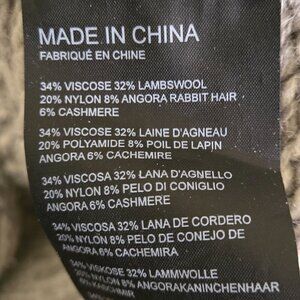 MADE IN CHINA
FABRIQUÉ EN CHINE
34% VISCOSE 32% LAMBSWOOL
20% NYLON 8% ANGORA RABBIT HAIR
6% CASHMERE
34% VISCOSE 32% LAINE D'AGNEAU
20% POLYAMIDE 8% POIL DE LAPIN
ANGORA 6% CACHEMIRE
34% VISCOSA 32% LANA D'AGNELLO
20% NYLON 8% PELO DI CONIGLIO
ANGORA 6% CASHMERE
34% VISCOSA 32% LANA DE CORDERO
20% NYLON 8% PELO DE CONEJO DE
ANGORA 6% CACHEMIRA
34% VISKOSE 32% LAMMWOLLE
20% NYLON 8% ANGORAKANINCHENHAAR
6% KASCHMIR